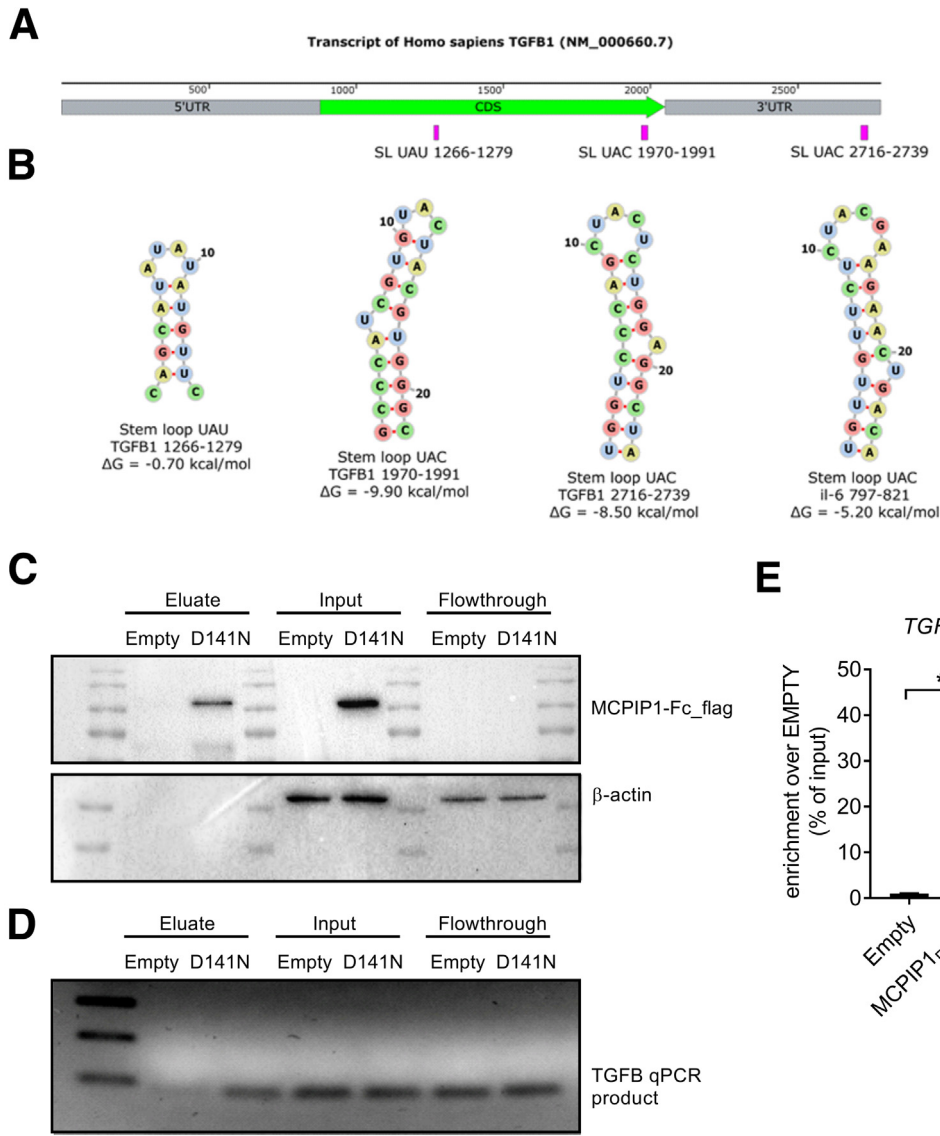 A
Transcript of Homo sapiens TGFB1 (NM_000660.7)
500 1000 1500 2000 2500
5'UTR CDS 3'UTR
SL UAU 1266-1279 SL UAC 1970-1991 SL UAC 2716-2739
B
10
10
10
10
20
20
20
Stem loop UAU
TGFB1 1266-1279
ΔG = -0.70 kcal/mol
Stem loop UAC
TGFB1 1970-1991
ΔG = -9.90 kcal/mol
Stem loop UAC
TGFB1 2716-2739
ΔG = -8.50 kcal/mol
Stem loop UAC
il-6 797-821
ΔG = -5.20 kcal/mol
C
Eluate Input Flowthrough
Empty D141N Empty D141N Empty D141N
MCPIP1-Fc_flag
β-actin
D
Eluate Input Flowthrough
Empty D141N Empty D141N Empty D141N
TGFB qPCR
product
E
TGF
enrichment over EMPTY
(% of input)
50
40
30
20
10
0
*
Empty
MCPIP1